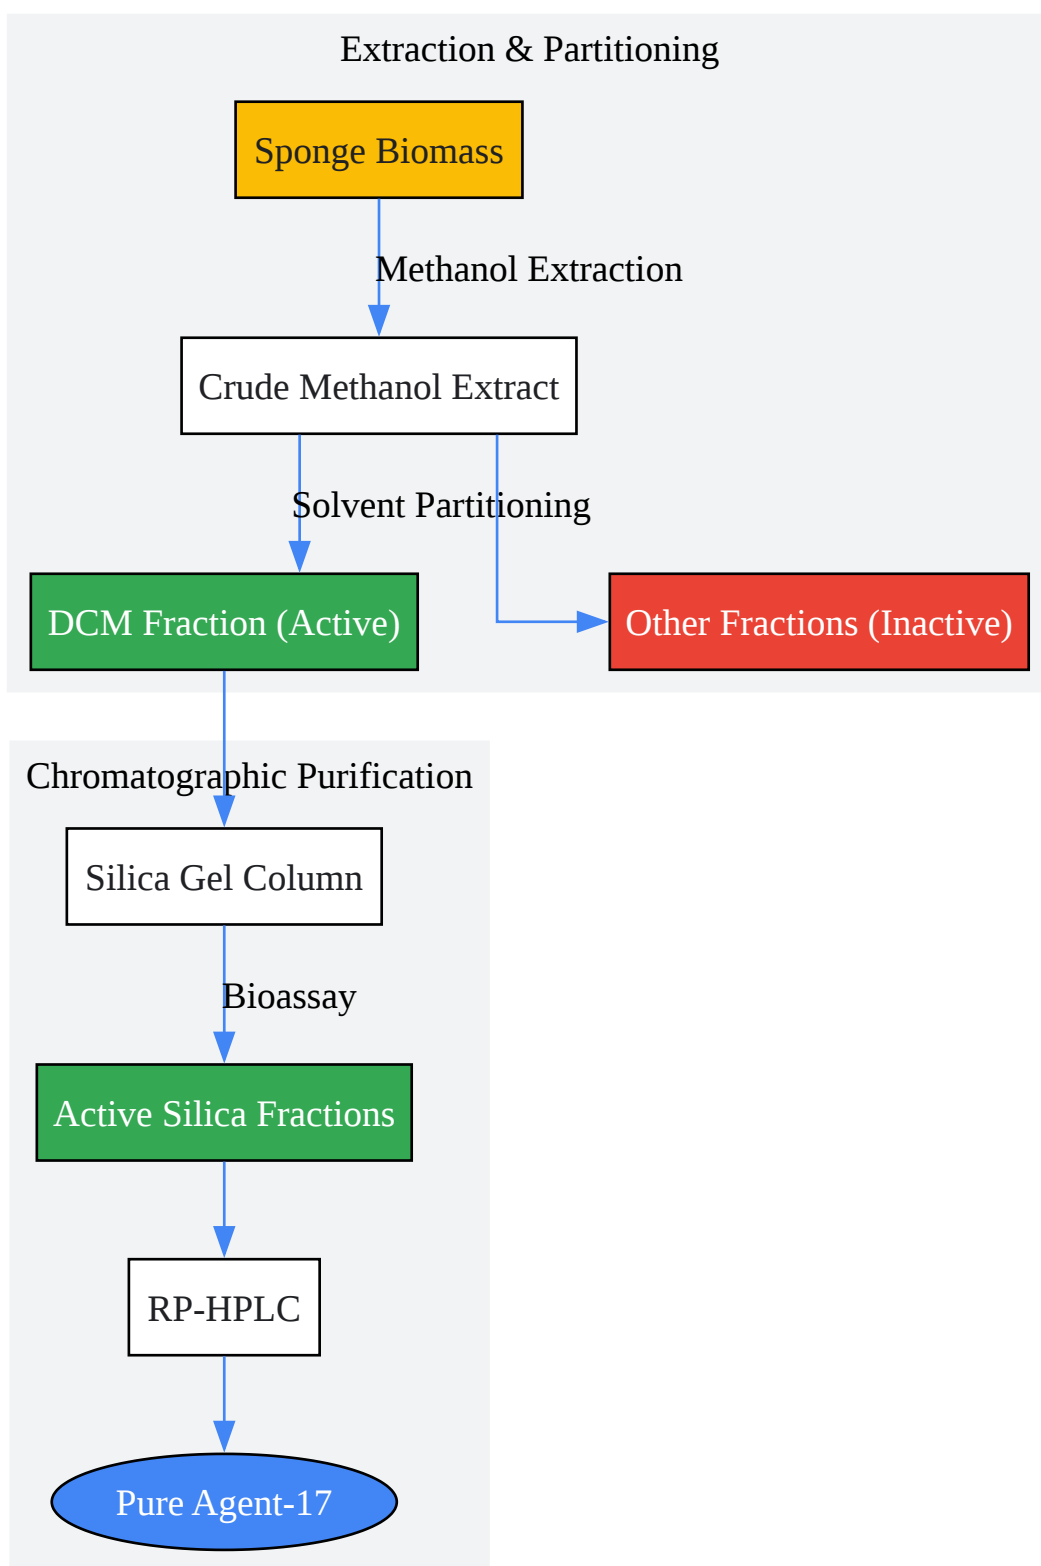 Extraction & Partitioning
Sponge Biomass
Methanol Extraction
Crude Methanol Extract
Solvent Partitioning
DCM Fraction (Active)
Other Fractions (Inactive)
Chromatographic Purification
Silica Gel Column
Bioassay
Active Silica Fractions
RP-HPLC
Pure Agent-17